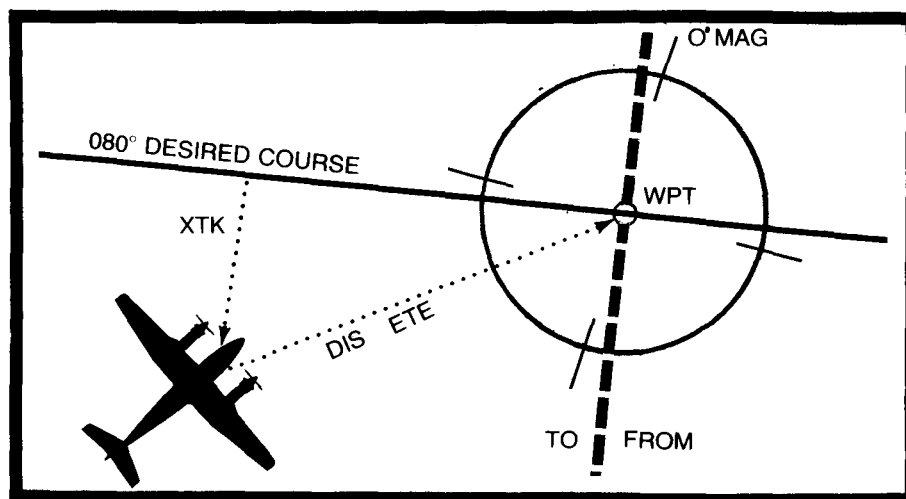 0° MAG
080° DESIRED COURSE
WPT
XTK
DIS ETE
TO FROM